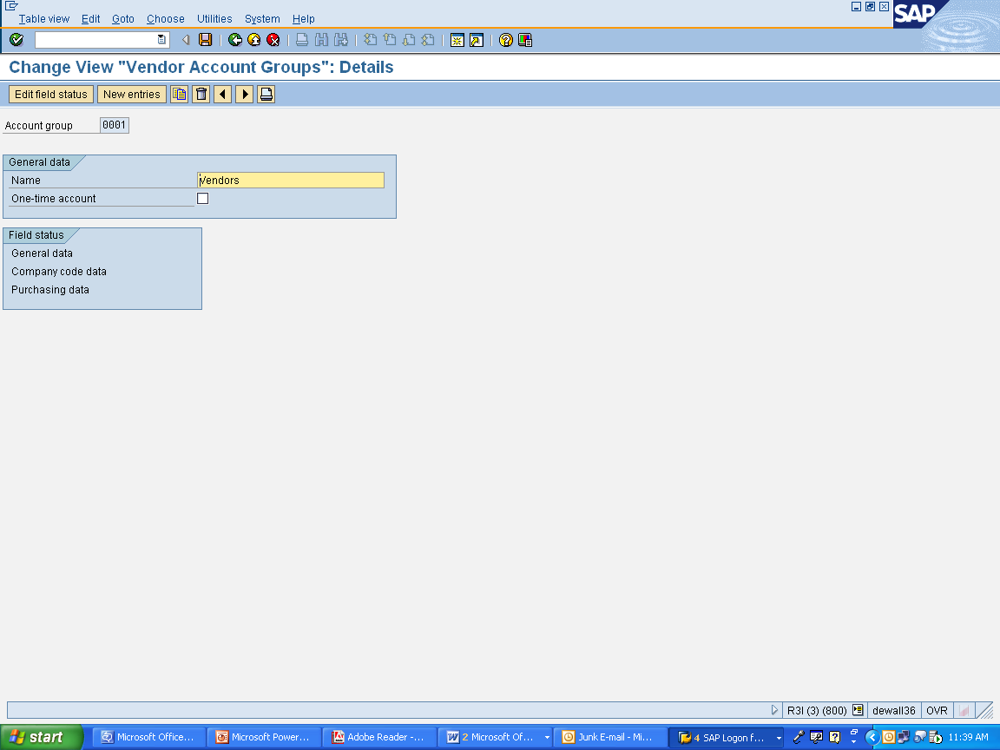 Table view Edit Goto Choose Utilities System Help
SAP
Change View "Vendor Account Groups": Details
Edit field status New entries
Account group 0001
General data
Name Vendors
One-time account
Field status
General data
Company code data
Purchasing data
R3I (3) (800) dewall36 OVR
start Microsoft Office... Microsoft Power... Adobe Reader -... 2 Microsoft Of... Junk E-mail - Mi... 4 SAP Logon f... 11:39 AM